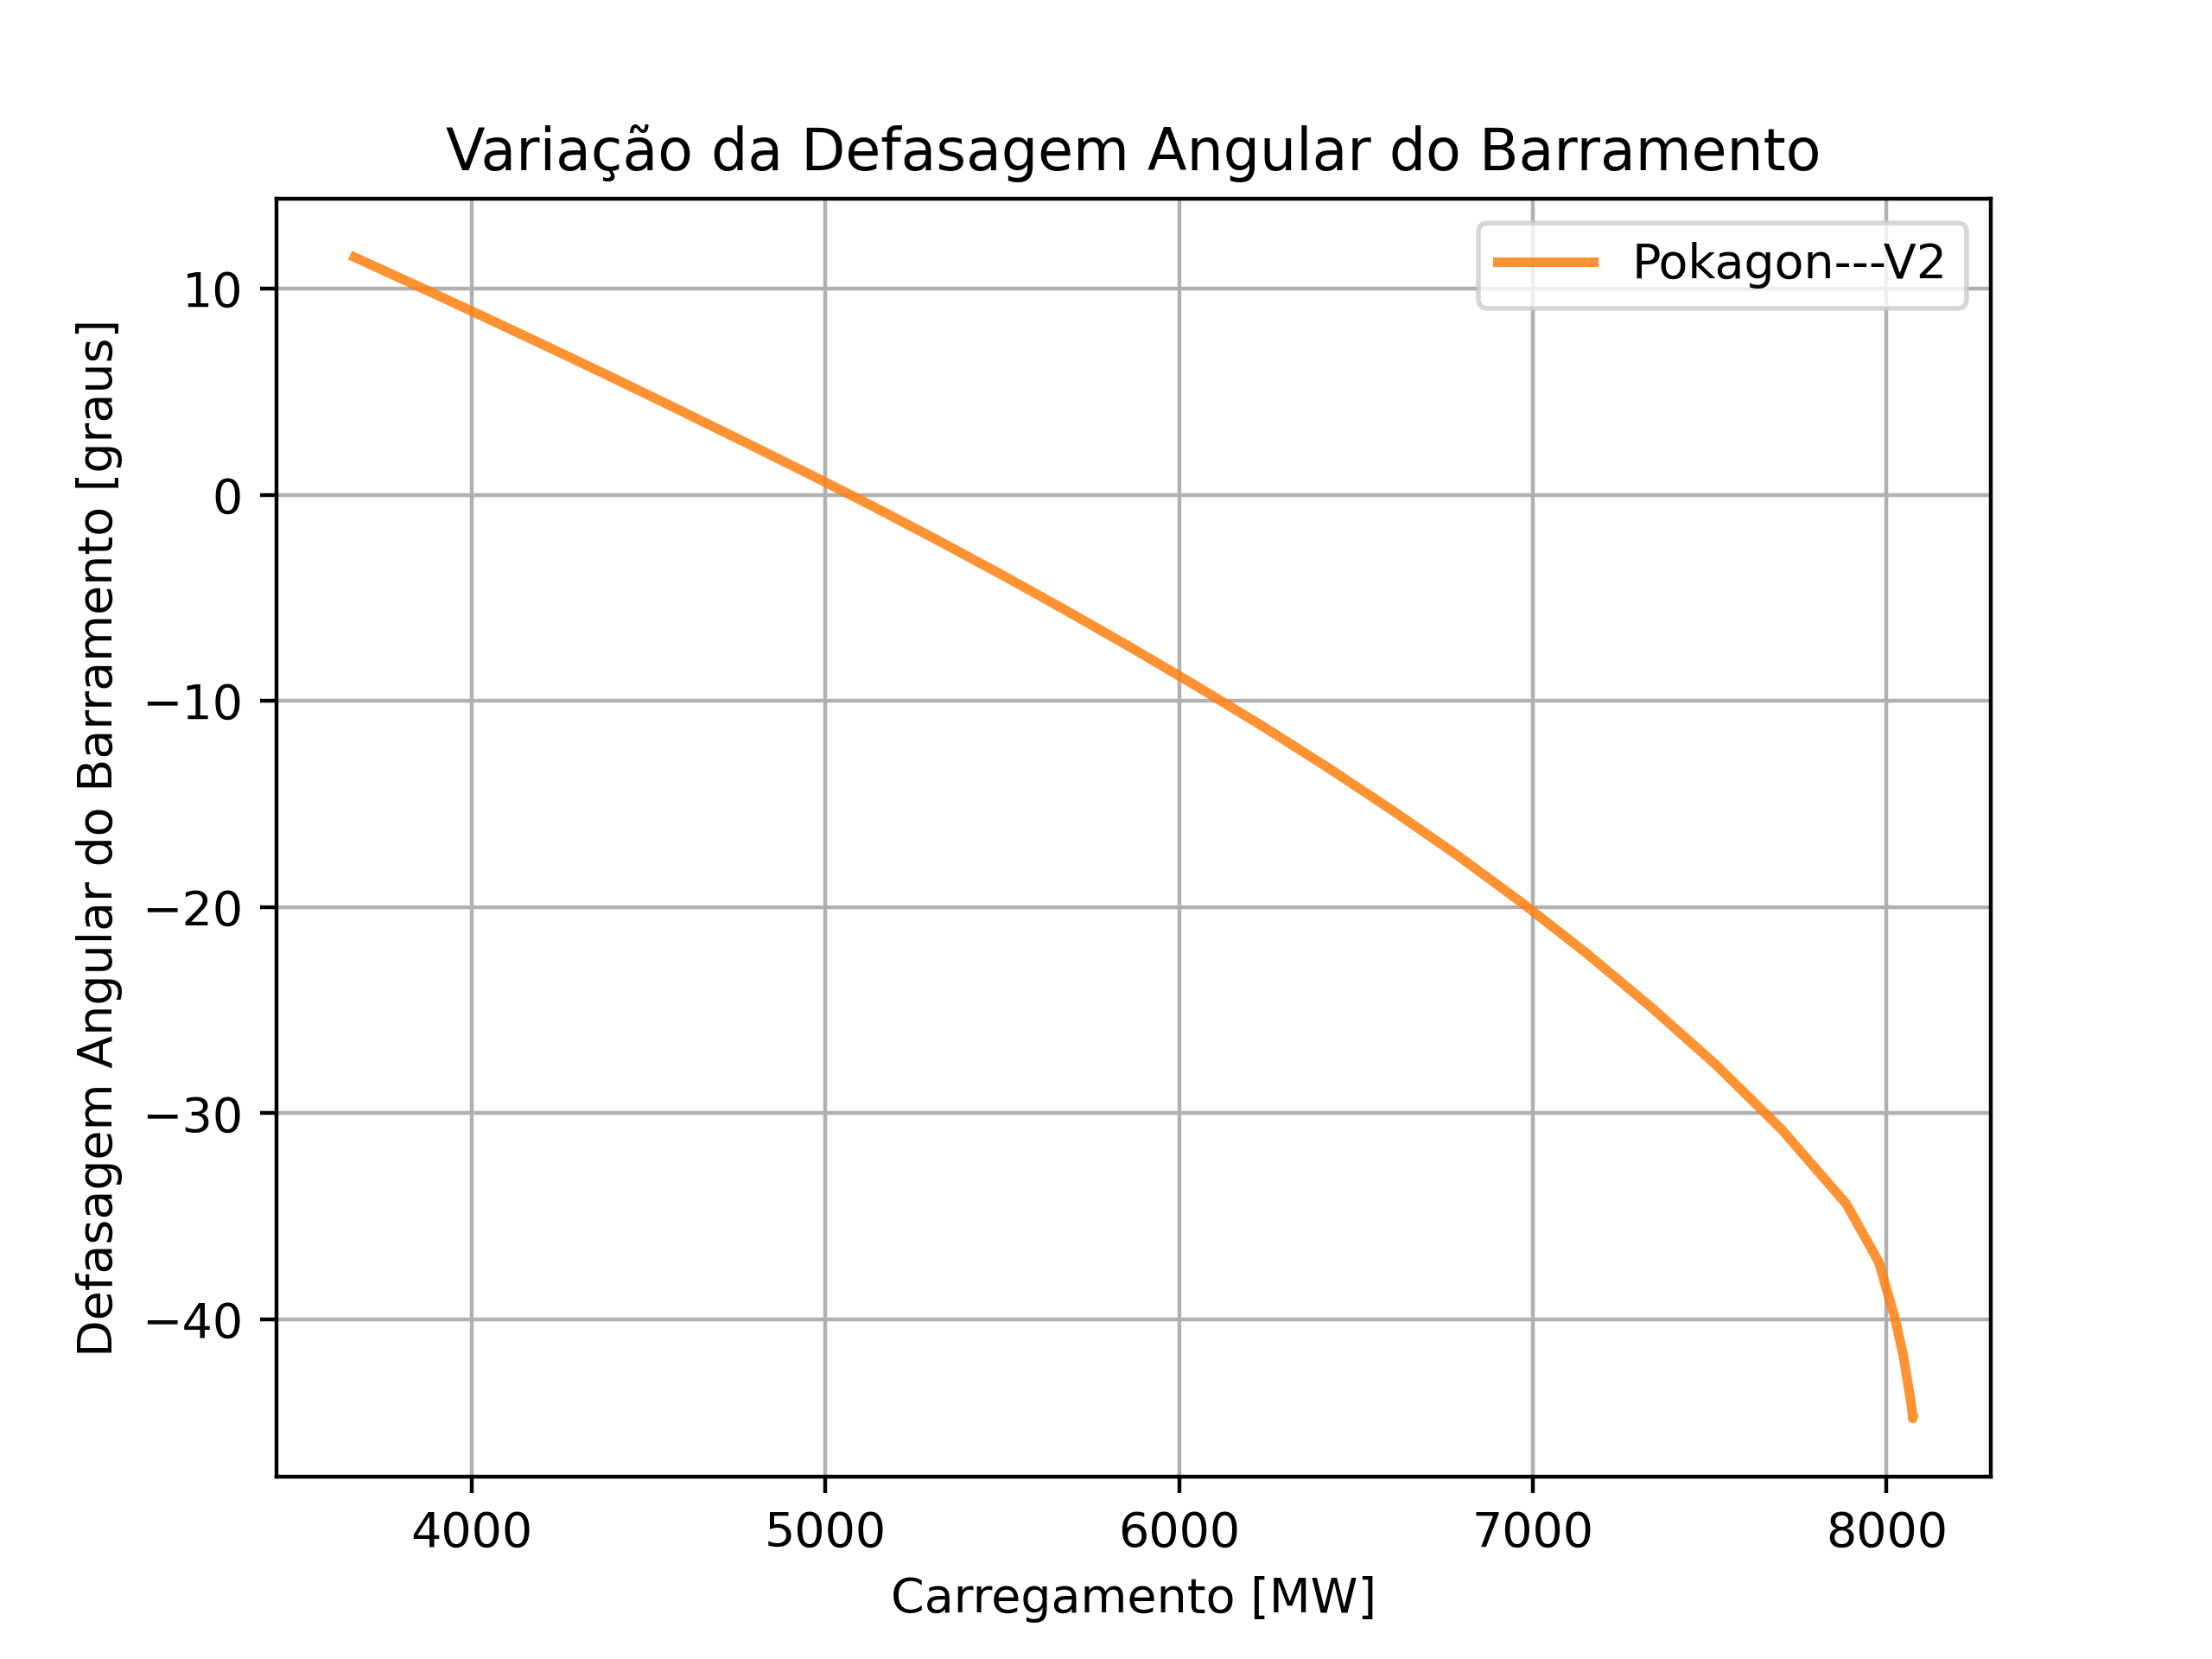 Variação da Defasagem Angular do Barramento
Pokagon---V2
Defasagem Angular do Barramento [graus]
10
0
−10
−20
−30
−40
4000 5000 6000 7000 8000
Carregamento [MW]